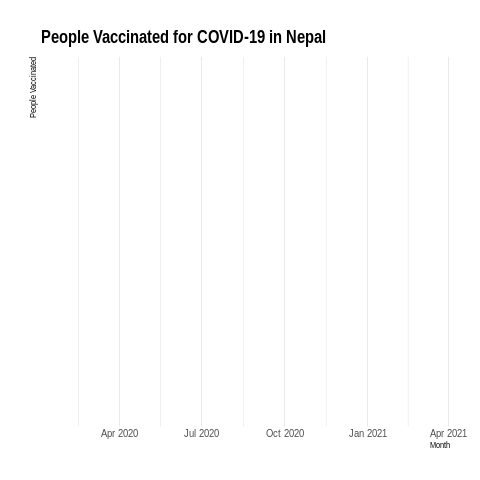 People Vaccinated for COVID-19 in Nepal
People Vaccinated
Apr 2020
Jul 2020
Oct 2020
Jan 2021
Apr 2021
Month